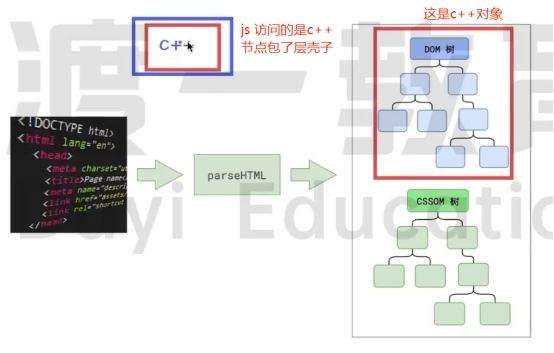 C++
js 访问的是c++
节点包了层壳子
这是c++对象
DOM 树
<!DOCTYPE html>
<html lang="en">
<head>
<meta charset="ut
<title>Page name<
<meta name="descrip
<link href="assets
<link rel="shortcut
</head>
parseHTML
CSSOM 树
渡一教育
Duyi Education